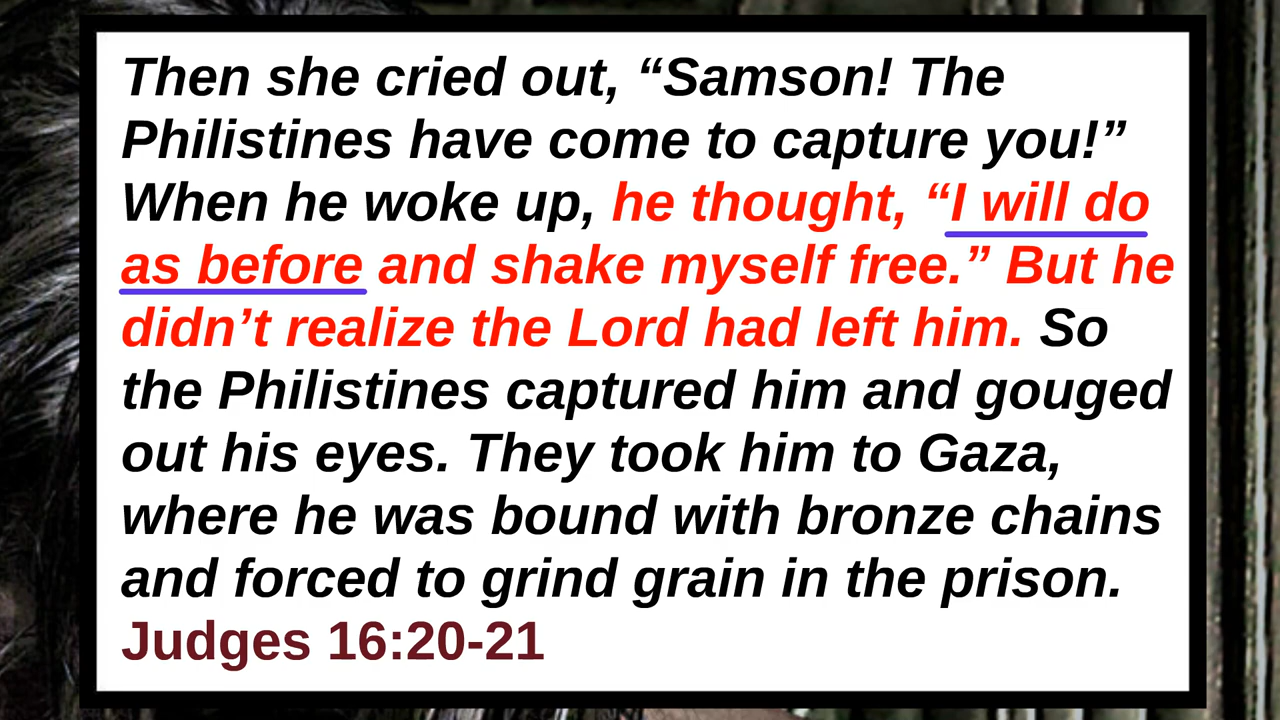 Then she cried out, “Samson! The
Philistines have come to capture you!”
When he woke up, he thought, “I will do
as before and shake myself free.” But he
didn’t realize the Lord had left him. So
the Philistines captured him and gouged
out his eyes. They took him to Gaza,
where he was bound with bronze chains
and forced to grind grain in the prison.
Judges 16:20-21